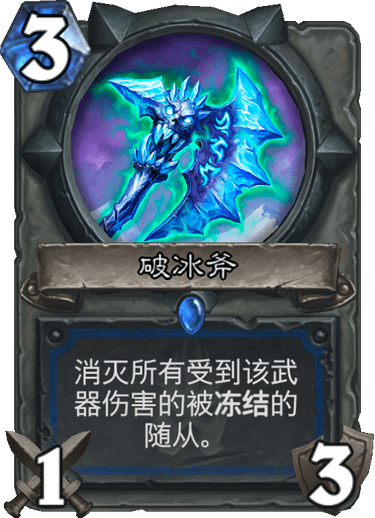 3
破冰斧
消灭所有受到该武
器伤害的被冻结的
随从。
1
3